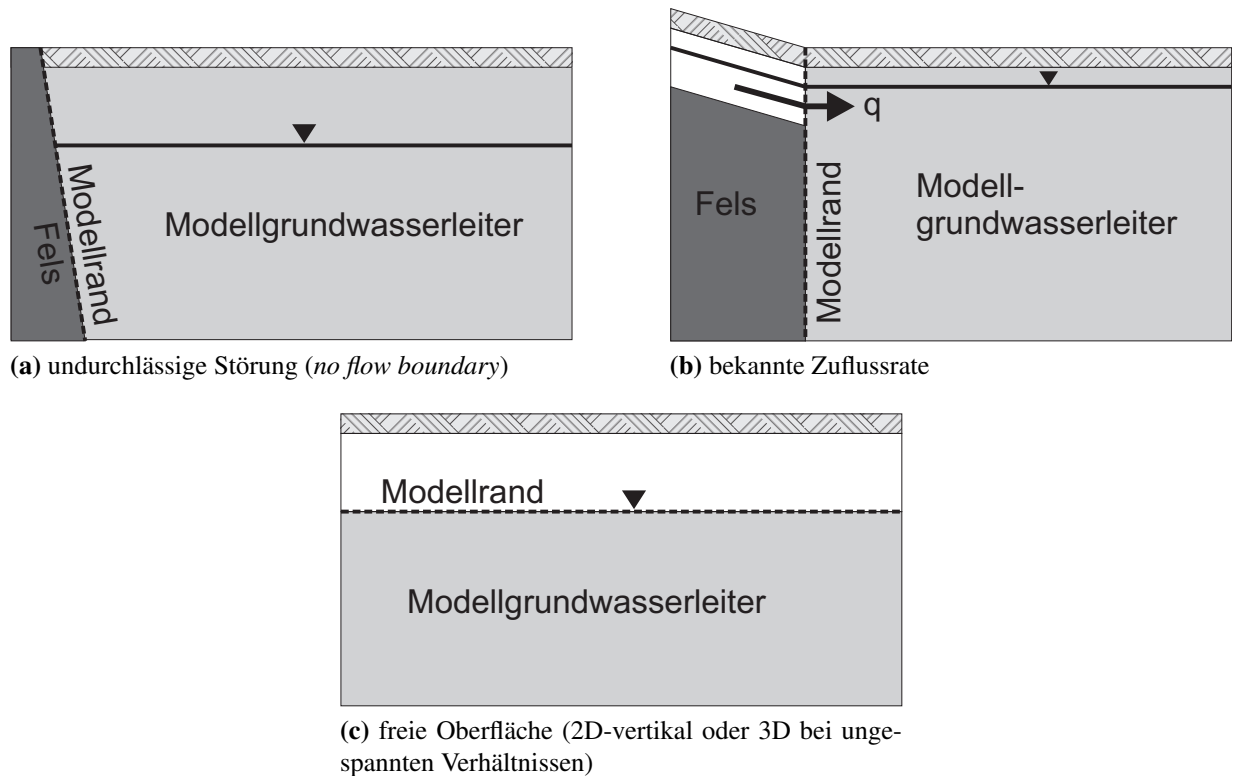 Fels
Modellrand
Modellgrundwasserleiter
(a) undurchlässige Störung (no flow boundary)
q
Fels
Modellrand
Modell-
grundwasserleiter
(b) bekannte Zuflussrate
Modellrand
Modellgrundwasserleiter
(c) freie Oberfläche (2D-vertikal oder 3D bei unge-
spannten Verhältnissen)